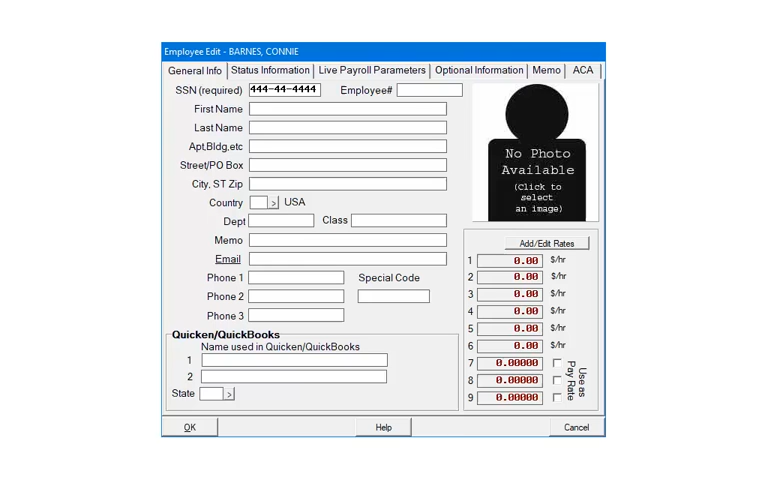 Employee Edit - BARNES, CONNIE
General Info Status Information Live Payroll Parameters Optional Information Memo ACA
SSN (required) 444-44-4444 Employee#
First Name
Last Name
Apt,Bldg,etc
Street/PO Box
City, ST Zip
Country > USA
Dept Class
Memo
Email
Phone 1 Special Code
Phone 2
Phone 3
No Photo
Available
(Click to
select
an image)
Add/Edit Rates
1 0.00 $/hr
2 0.00 $/hr
3 0.00 $/hr
4 0.00 $/hr
5 0.00 $/hr
6 0.00 $/hr
7 0.00000
8 0.00000
9 0.00000
Use as
Pay Rate
Quicken/QuickBooks
Name used in Quicken/QuickBooks
1
2
State >
OK Help Cancel